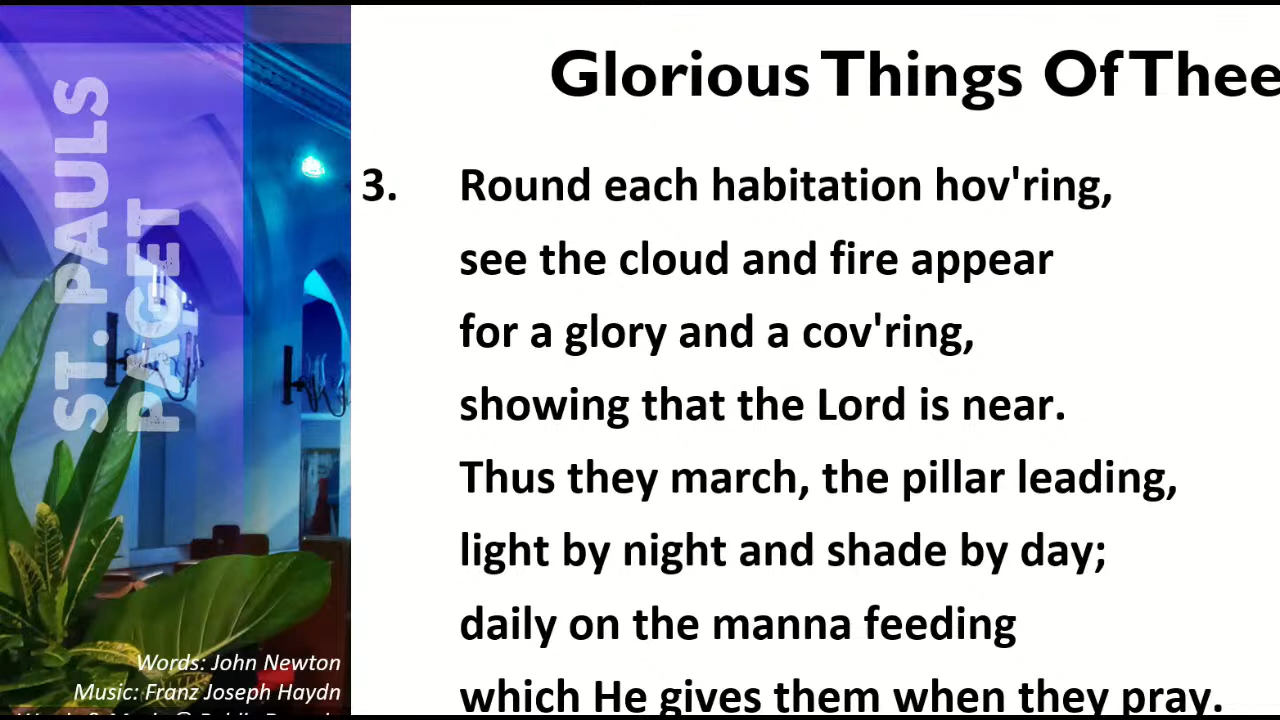 ST. PAULS
PAGET
Glorious Things Of Thee
3. Round each habitation hov'ring,
see the cloud and fire appear
for a glory and a cov'ring,
showing that the Lord is near.
Thus they march, the pillar leading,
light by night and shade by day;
daily on the manna feeding
which He gives them when they pray.
Words: John Newton
Music: Franz Joseph Haydn